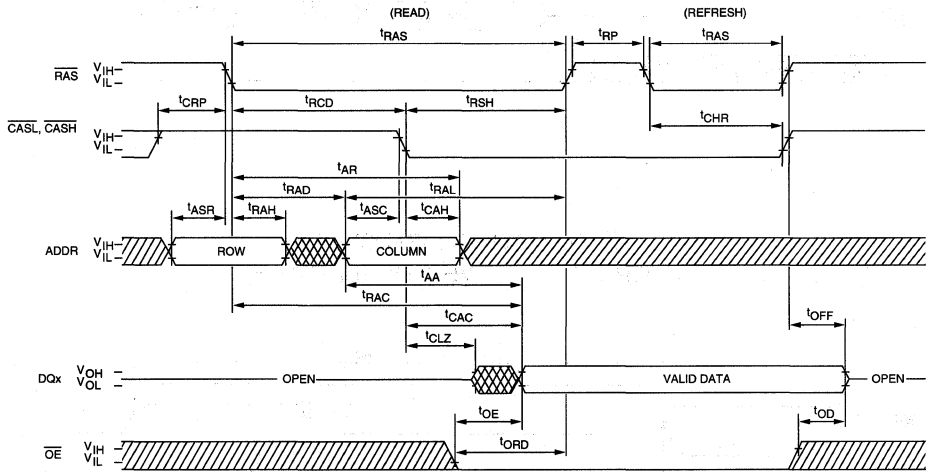 (READ) (REFRESH)
tRAS tRP tRAS
RAS VIH VIL
tCRP tRCD tRSH
CASL, CASH VIH VIL
tCHR
tAR
tRAD tRAL
tASR tRAH tASC tCAH
ADDR VIH VIL ROW COLUMN
tAA
tRAC
tCAC tOFF
tCLZ
DQx VOH VOL OPEN VALID DATA OPEN
tOE tOD
tORD
OE VIH VIL